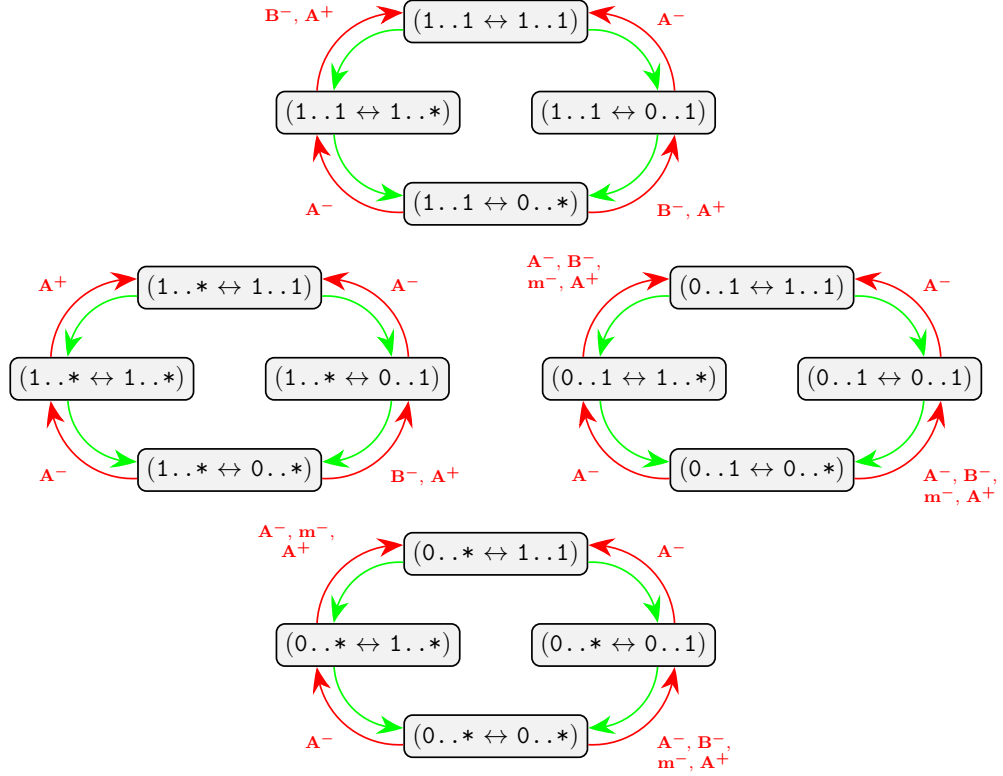 B⁻, A⁺
(1..1 ↔ 1..1)
A⁻
(1..1 ↔ 1..*)
(1..1 ↔ 0..1)
A⁻
(1..1 ↔ 0..*)
B⁻, A⁺
A⁺
(1..* ↔ 1..1)
A⁻
(1..* ↔ 1..*)
(1..* ↔ 0..1)
A⁻
(1..* ↔ 0..*)
B⁻, A⁺
A⁻, B⁻,
m⁻, A⁺
(0..1 ↔ 1..1)
A⁻
(0..1 ↔ 1..*)
(0..1 ↔ 0..1)
A⁻
(0..1 ↔ 0..*)
A⁻, B⁻,
m⁻, A⁺
A⁻, m⁻,
A⁺
(0..* ↔ 1..1)
A⁻
(0..* ↔ 1..*)
(0..* ↔ 0..1)
A⁻
(0..* ↔ 0..*)
A⁻, B⁻,
m⁻, A⁺